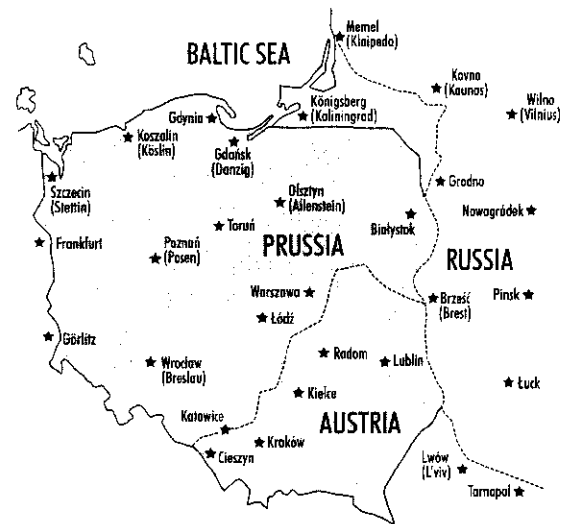 Memel
(Klaipedo)
BALTIC SEA
Kovna
(Kaunas)
Wilno
(Vilnius)
Gdynia
Königsberg
(Kaliningrad)
Koszalin
(Köslin)
Gdańsk
(Danzig)
Szczecin
(Stettin)
Grodno
Olsztyn
(Allenstein)
Nowogródek
Toruń
Białystok
Frankfurt
Poznań
(Posen)
PRUSSIA
RUSSIA
Warszawa
Brześć
(Brest)
Pinsk
Łódź
Görlitz
Wrocław
(Breslau)
Radom
Lublin
Kielce
Łuck
Katowice
AUSTRIA
Kraków
Cieszyn
Lwów
(L'viv)
Tarnopol